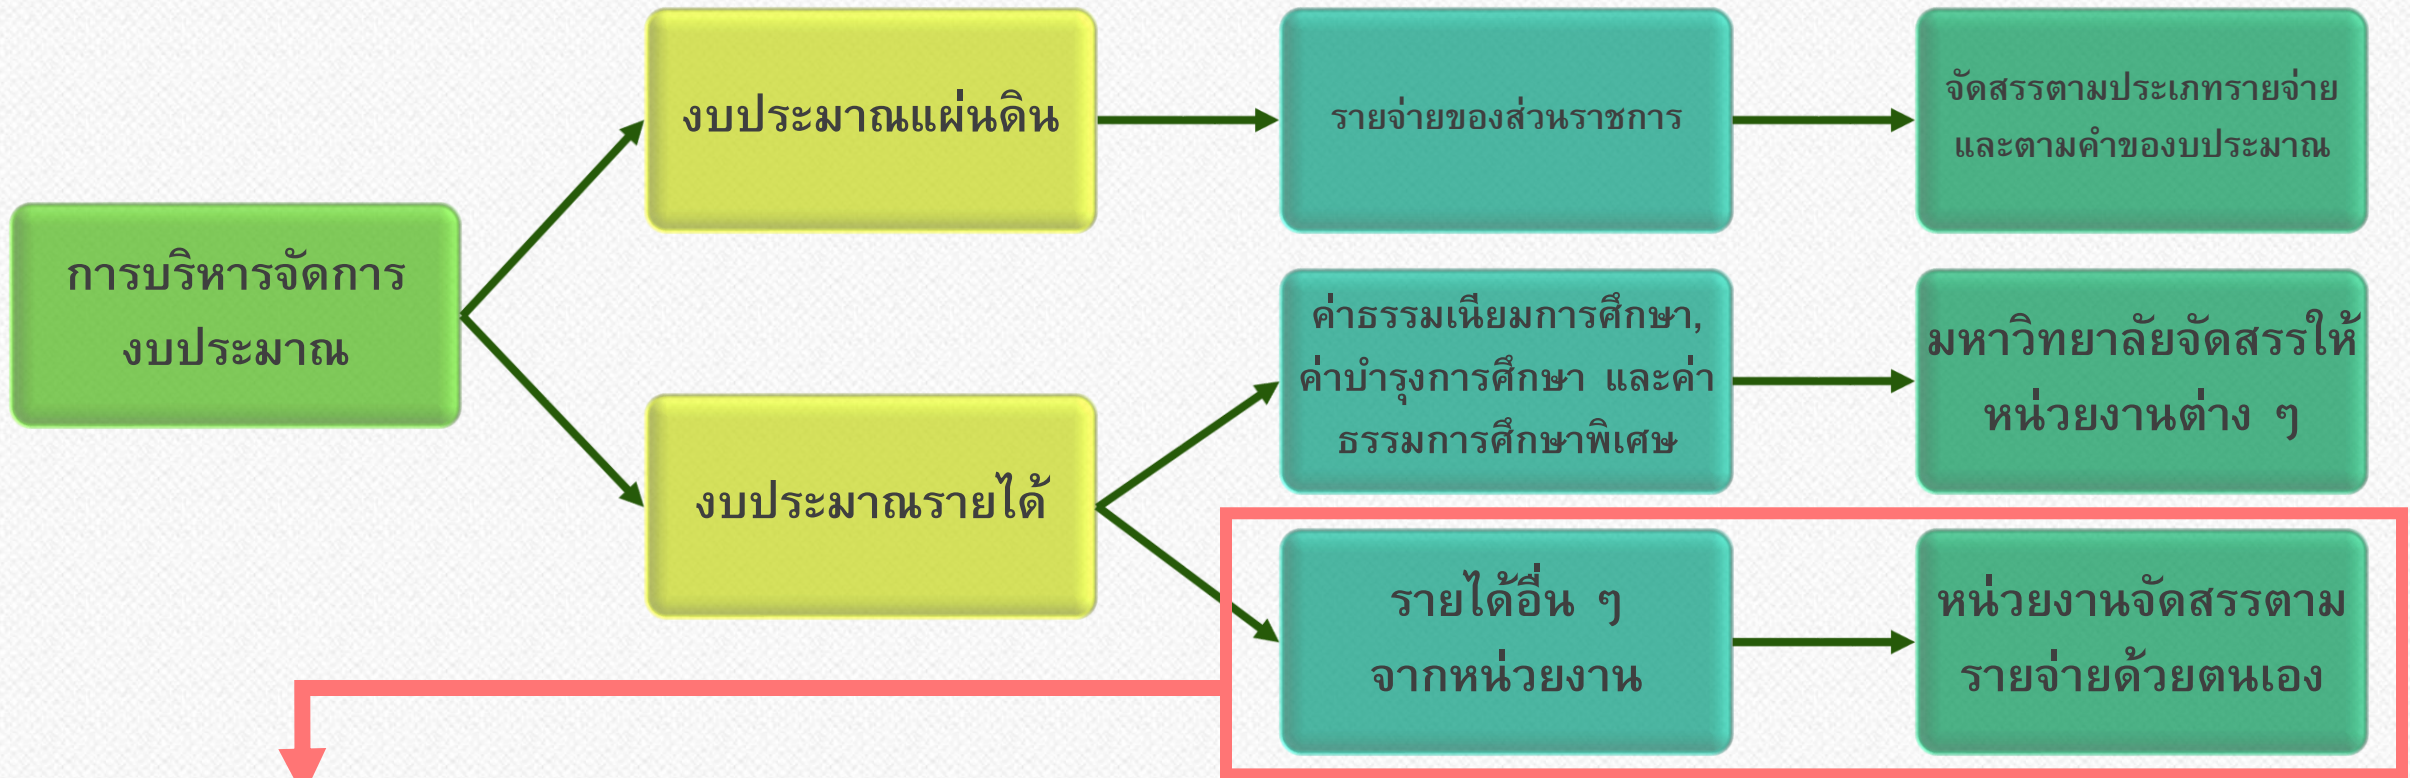 การบริหารจัดการ
งบประมาณ
งบประมาณแผ่นดิน
รายจ่ายของส่วนราชการ
จัดสรรตามประเภทรายจ่าย
และตามคำของบประมาณ
งบประมาณรายได้
ค่าธรรมเนียมการศึกษา,
ค่าบำรุงการศึกษา และค่า
ธรรมการศึกษาพิเศษ
มหาวิทยาลัยจัดสรรให้
หน่วยงานต่าง ๆ
รายได้อื่น ๆ
จากหน่วยงาน
หน่วยงานจัดสรรตาม
รายจ่ายด้วยตนเอง